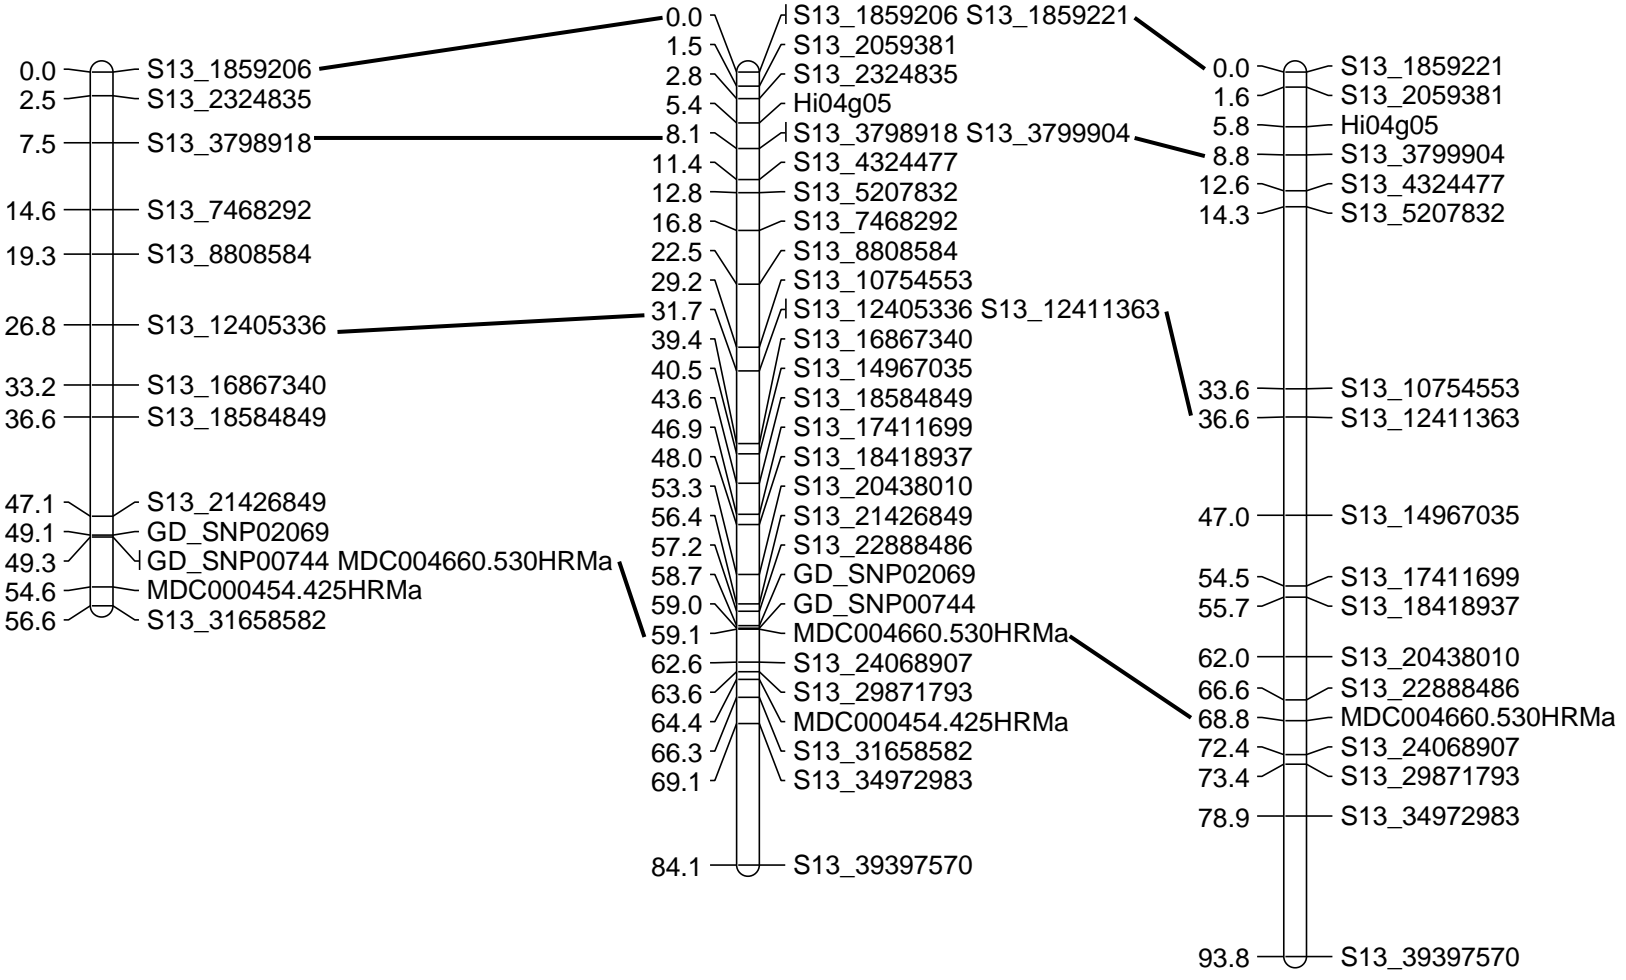 0.0 S13_1859206
2.5 S13_2324835
7.5 S13_3798918
14.6 S13_7468292
19.3 S13_8808584
26.8 S13_12405336
33.2 S13_16867340
36.6 S13_18584849
47.1 S13_21426849
49.1 GD_SNP02069
49.3 GD_SNP00744 MDC004660.530HRMa
54.6 MDC000454.425HRMa
56.6 S13_31658582
0.0 S13_1859206 S13_1859221
1.5 S13_2059381
2.8 S13_2324835
5.4 Hi04g05
8.1 S13_3798918 S13_3799904
11.4 S13_4324477
12.8 S13_5207832
16.8 S13_7468292
22.5 S13_8808584
29.2 S13_10754553
31.7 S13_12405336 S13_12411363
39.4 S13_16867340
40.5 S13_14967035
43.6 S13_18584849
46.9 S13_17411699
48.0 S13_18418937
53.3 S13_20438010
56.4 S13_21426849
57.2 S13_22888486
58.7 GD_SNP02069
59.0 GD_SNP00744
59.1 MDC004660.530HRMa
62.6 S13_24068907
63.6 S13_29871793
64.4 MDC000454.425HRMa
66.3 S13_31658582
69.1 S13_34972983
84.1 S13_39397570
0.0 S13_1859221
1.6 S13_2059381
5.8 Hi04g05
8.8 S13_3799904
12.6 S13_4324477
14.3 S13_5207832
33.6 S13_10754553
36.6 S13_12411363
47.0 S13_14967035
54.5 S13_17411699
55.7 S13_18418937
62.0 S13_20438010
66.6 S13_22888486
68.8 MDC004660.530HRMa
72.4 S13_24068907
73.4 S13_29871793
78.9 S13_34972983
93.8 S13_39397570